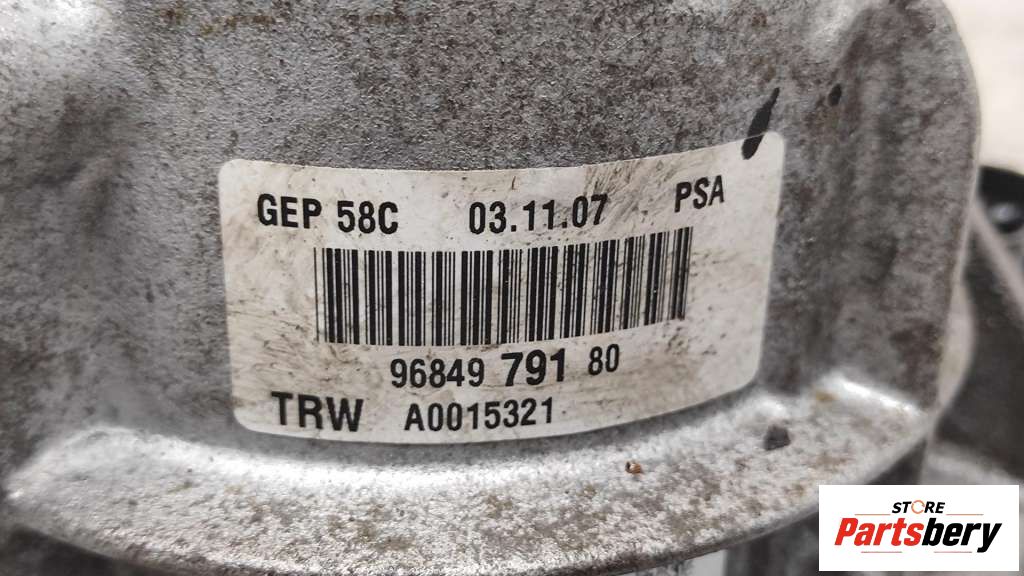 GEP 58C 03.11.07 PSA
96849 791 80
TRW A0015321
STORE
Partsbery